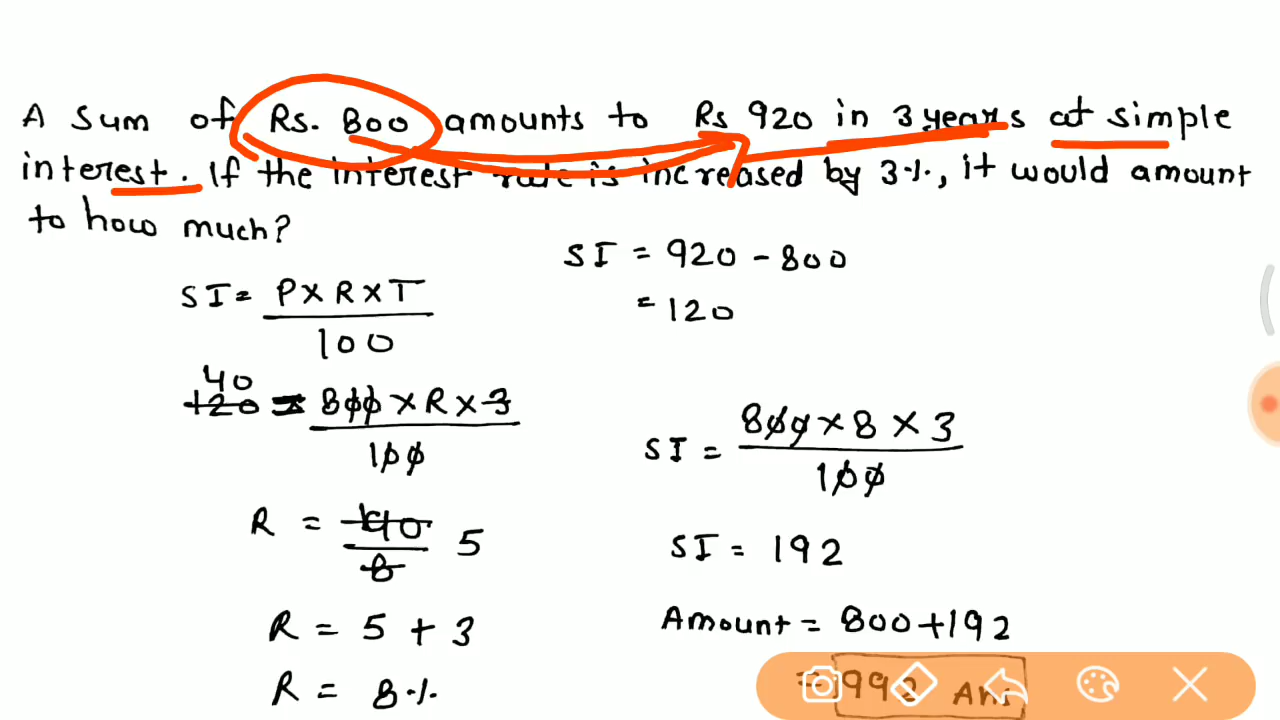 A Sum of Rs. 800 amounts to Rs 920 in 3 years at simple
interest. If the interest rate is increased by 3%, it would amount
to how much?
SI = P × R × T
100
40
120 = 800 × R × 3
100
R = 40
8
5
R = 5 + 3
R = 8%
SI = 920 - 800
= 120
SI = 800 × 8 × 3
100
SI = 192
Amount = 800 + 192
= 992 Ans